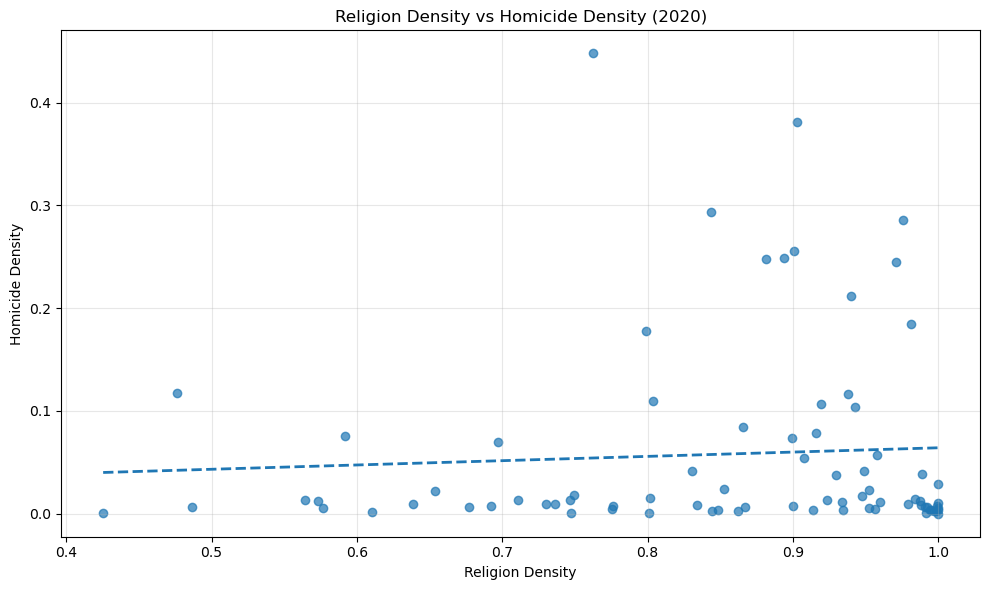 Religion Density vs Homicide Density (2020)
Homicide Density
0.4
0.3
0.2
0.1
0.0
0.4 0.5 0.6 0.7 0.8 0.9 1.0
Religion Density